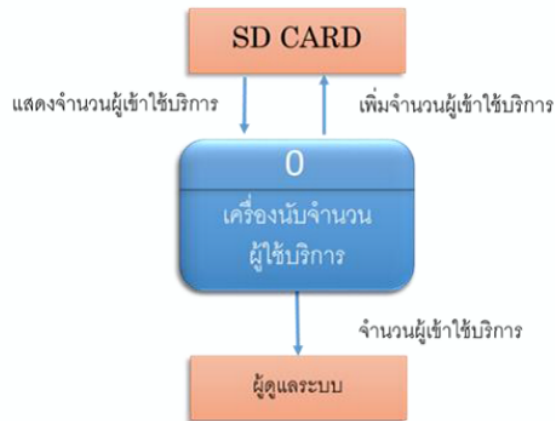 SD CARD
แสดงจำนวนผู้เข้าใช้บริการ
เพิ่มจำนวนผู้เข้าใช้บริการ
0
เครื่องนับจำนวน
ผู้ใช้บริการ
จำนวนผู้เข้าใช้บริการ
ผู้ดูแลระบบ